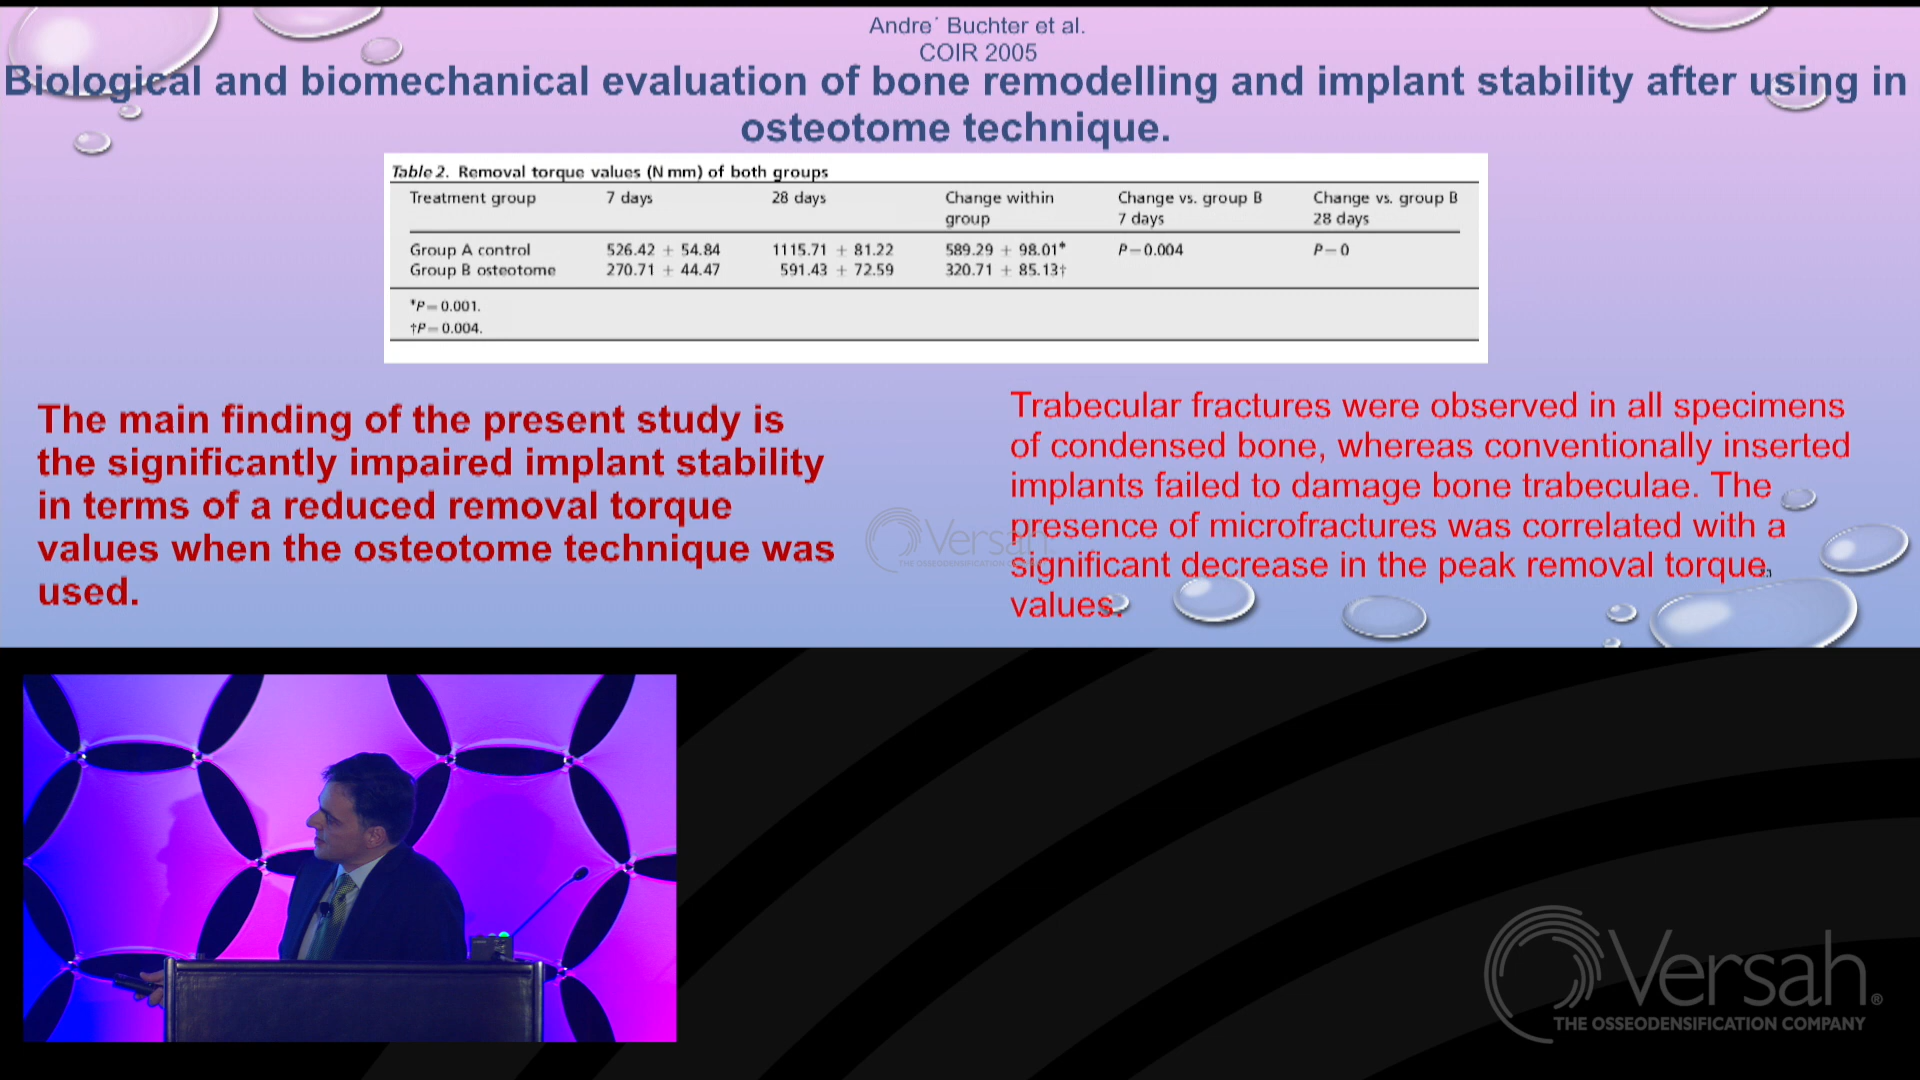 Andre´ Buchter et al.
COIR 2005
Biological and biomechanical evaluation of bone remodelling and implant stability after using in
osteotome technique.
Table 2. Removal torque values (N mm) of both groups
Treatment group 7 days 28 days Change within group Change vs. group B 7 days Change vs. group B 28 days
Group A control 526.42 + 54.84 1115.71 + 81.22 589.29 + 98.01* P–0.004 P–0
Group B osteotome 270.71 + 44.47 591.43 + 72.59 320.71 + 85.13†
*P–0.001.
†P–0.004.
The main finding of the present study is
the significantly impaired implant stability
in terms of a reduced removal torque
values when the osteotome technique was
used.
Trabecular fractures were observed in all specimens
of condensed bone, whereas conventionally inserted
implants failed to damage bone trabeculae. The
presence of microfractures was correlated with a
significant decrease in the peak removal torque
values.
Versah
THE OSSEODENSIFICATION
Versah®
THE OSSEODENSIFICATION COMPANY